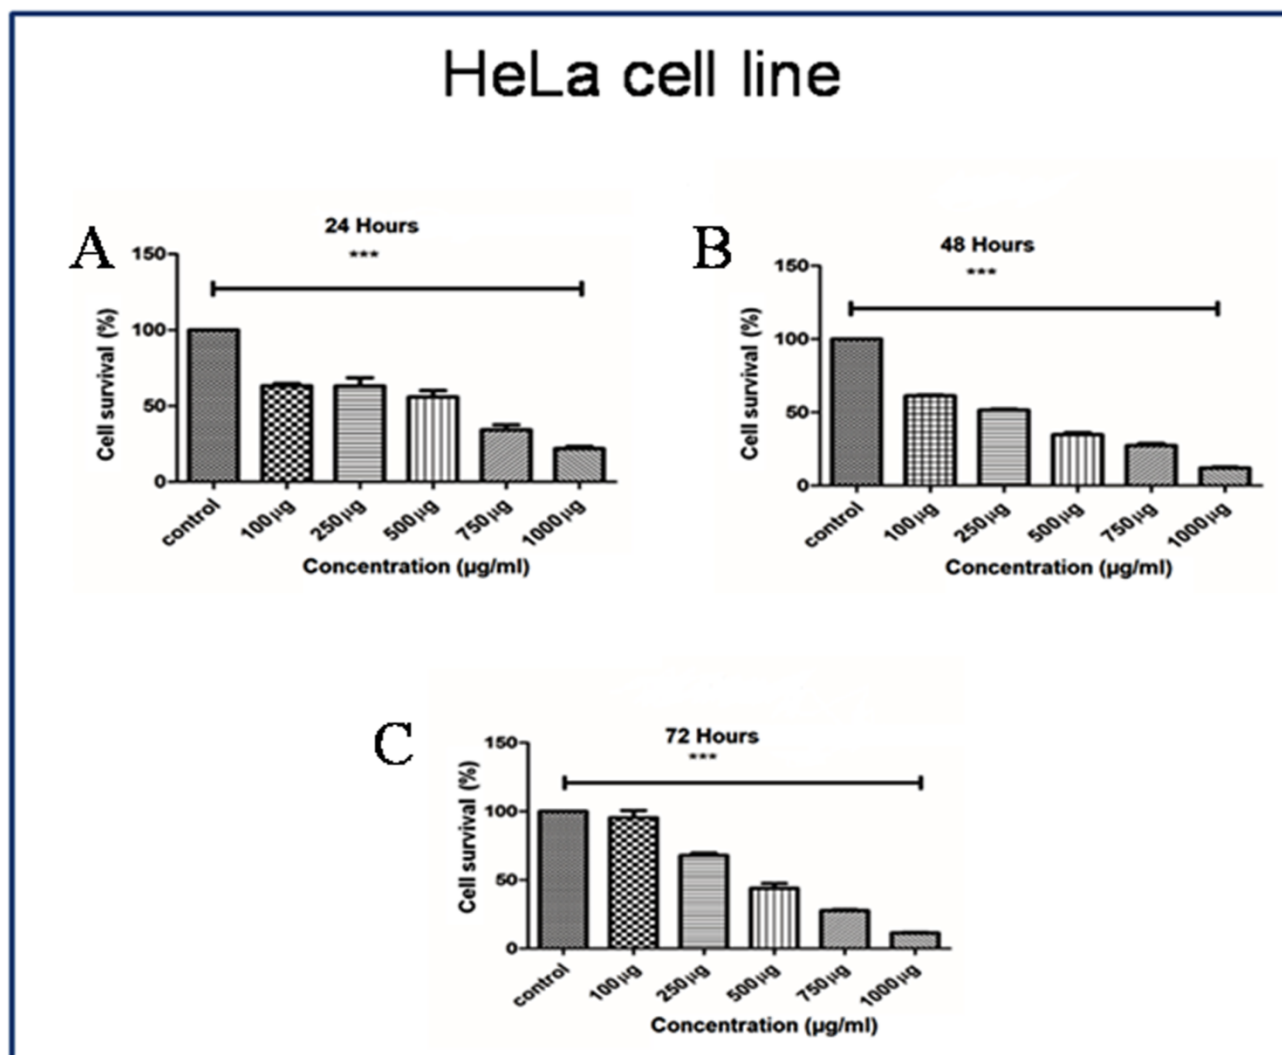 HeLa cell line
A
24 Hours
***
Cell survival (%)
150
100
50
0
control
100µg
250µg
500µg
750µg
1000µg
Concentration (µg/ml)
B
48 Hours
***
Cell survival (%)
150
100
50
0
control
100µg
250µg
500µg
750µg
1000µg
Concentration (µg/ml)
C
72 Hours
***
Cell survival (%)
150
100
50
0
control
100µg
250µg
500µg
750µg
1000µg
Concentration (µg/ml)